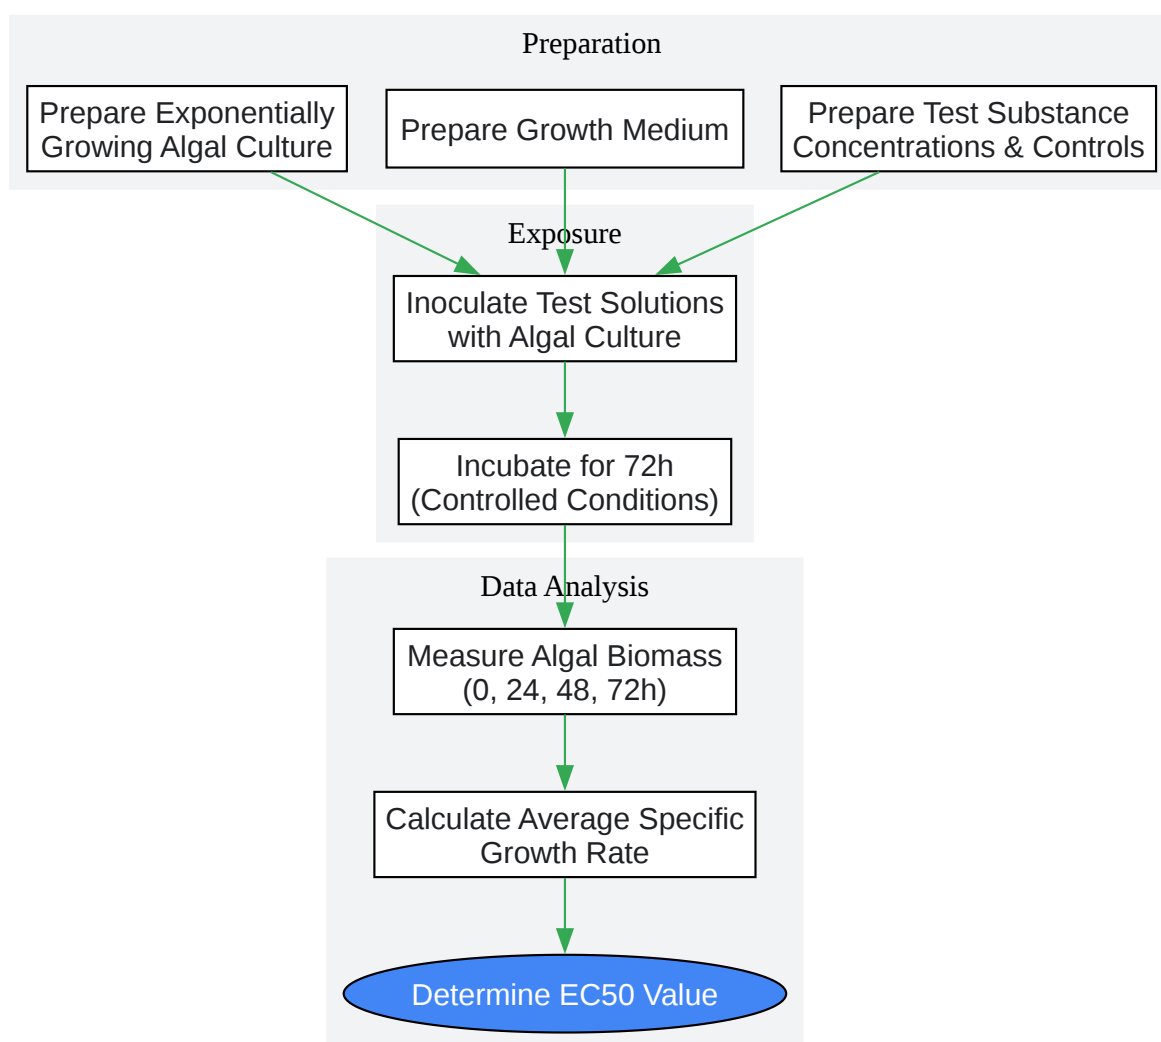 Preparation
Prepare Exponentially
Growing Algal Culture
Prepare Growth Medium
Prepare Test Substance
Concentrations & Controls
Exposure
Inoculate Test Solutions
with Algal Culture
Incubate for 72h
(Controlled Conditions)
Data Analysis
Measure Algal Biomass
(0, 24, 48, 72h)
Calculate Average Specific
Growth Rate
Determine EC50 Value